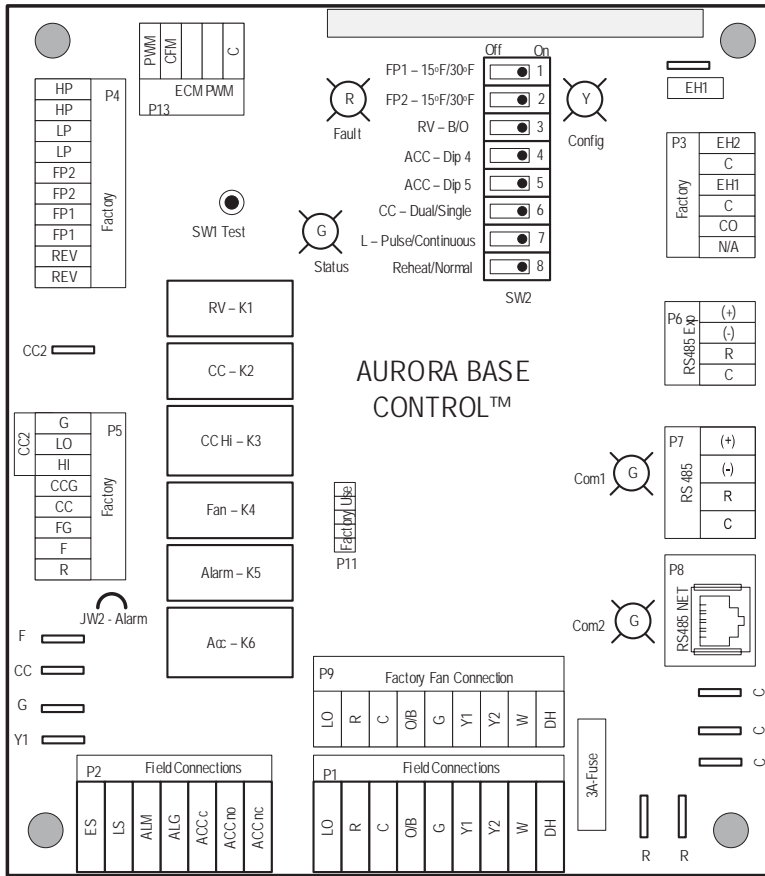 PWM
CFM
C
ECM PWM
P13
Off On
FP1 – 15ºF/30ºF 1
FP2 – 15ºF/30ºF 2
RV – B/O 3
ACC – Dip 4 4
ACC – Dip 5 5
CC – Dual/Single 6
L – Pulse/Continuous 7
Reheat/Normal 8
SW2
R
Fault
Y
Config
G
Status
SW1 Test
EH1
P4
Factory
HP
HP
LP
LP
FP2
FP2
FP1
FP1
REV
REV
P3
Factory
EH2
C
EH1
C
CO
N/A
RV – K1
CC – K2
CC Hi – K3
Fan – K4
Alarm – K5
Acc – K6
AURORA BASE
CONTROL™
CC2
P6
RS485 Exp
(+)
(-)
R
C
CC2
P5
Factory
G
LO
HI
CCG
CC
FG
F
R
P7
RS 485
(+)
(-)
R
C
Com1
G
Factory Use
P11
P8
RS485 NET
Com2
G
JW2 - Alarm
F
CC
G
Y1
P9
Factory Fan Connection
LO
R
C
O/B
G
Y1
Y2
W
DH
C
C
C
P2
Field Connections
ES
LS
ALM
ALG
ACC c
ACC no
ACC nc
P1
Field Connections
LO
R
C
O/B
G
Y1
Y2
W
DH
3A-Fuse
R
R